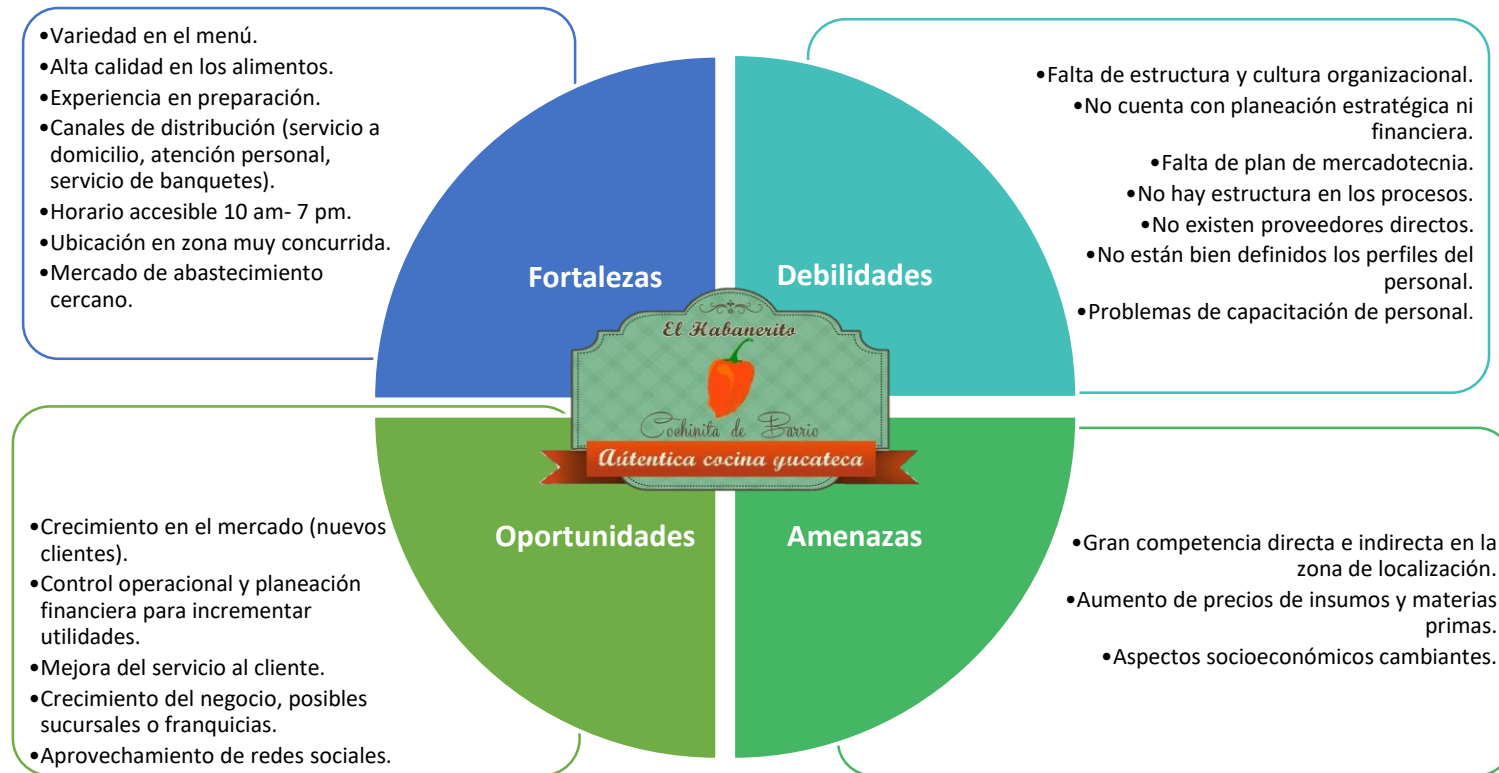 •Variedad en el menú.
•Alta calidad en los alimentos.
•Experiencia en preparación.
•Canales de distribución (servicio a
domicilio, atención personal,
servicio de banquetes).
•Horario accesible 10 am- 7 pm.
•Ubicación en zona muy concurrida.
•Mercado de abastecimiento
cercano.
Fortalezas
•Falta de estructura y cultura organizacional.
•No cuenta con planeación estratégica ni
financiera.
•Falta de plan de mercadotecnia.
•No hay estructura en los procesos.
•No existen proveedores directos.
•No están bien definidos los perfiles del
personal.
•Problemas de capacitación de personal.
Debilidades
El Habanerito
Cochinita de Barrio
Aútentica cocina yucateca
Oportunidades
•Crecimiento en el mercado (nuevos
clientes).
•Control operacional y planeación
financiera para incrementar
utilidades.
•Mejora del servicio al cliente.
•Crecimiento del negocio, posibles
sucursales o franquicias.
•Aprovechamiento de redes sociales.
Amenazas
•Gran competencia directa e indirecta en la
zona de localización.
•Aumento de precios de insumos y materias
primas.
•Aspectos socioeconómicos cambiantes.